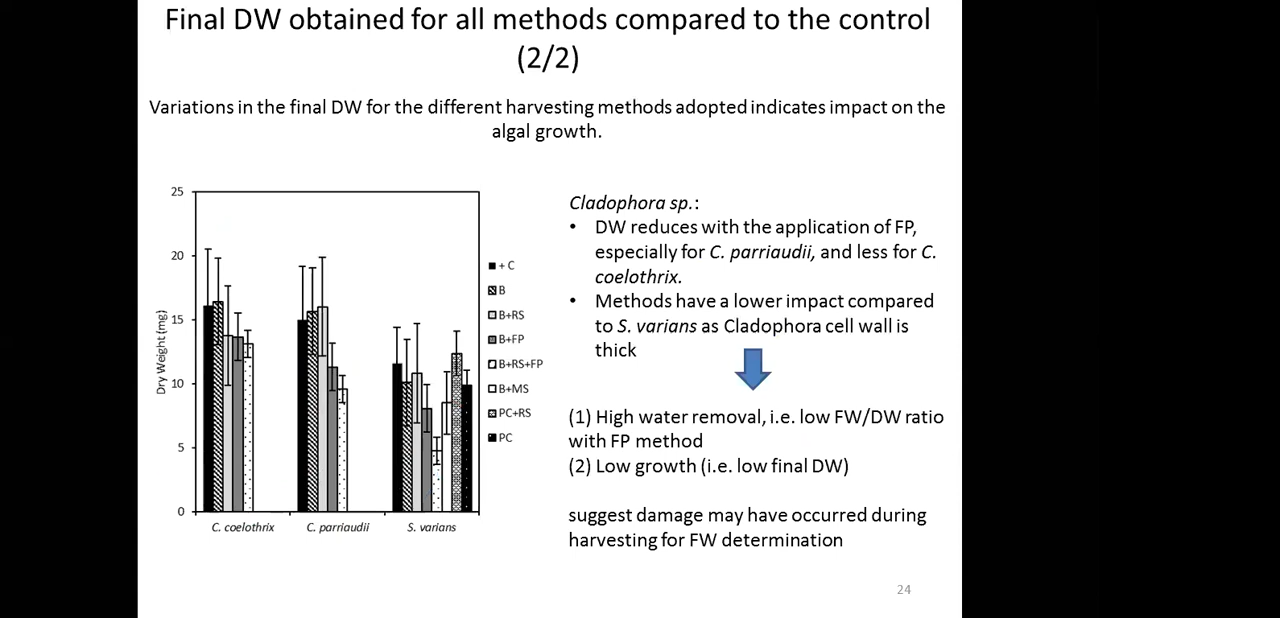 Final DW obtained for all methods compared to the control
(2/2)
Variations in the final DW for the different harvesting methods adopted indicates impact on the
algal growth.
25
20
15
10
5
0
Dry Weight (mg)
C. coelothrix
C. parriaudii
S. varians
+ C
B
B+RS
B+FP
B+RS+FP
B+MS
PC+RS
PC
Cladophora sp.:
• DW reduces with the application of FP,
especially for C. parriaudii, and less for C.
coelothrix.
• Methods have a lower impact compared
to S. varians as Cladophora cell wall is
thick
(1) High water removal, i.e. low FW/DW ratio
with FP method
(2) Low growth (i.e. low final DW)
suggest damage may have occurred during
harvesting for FW determination
24